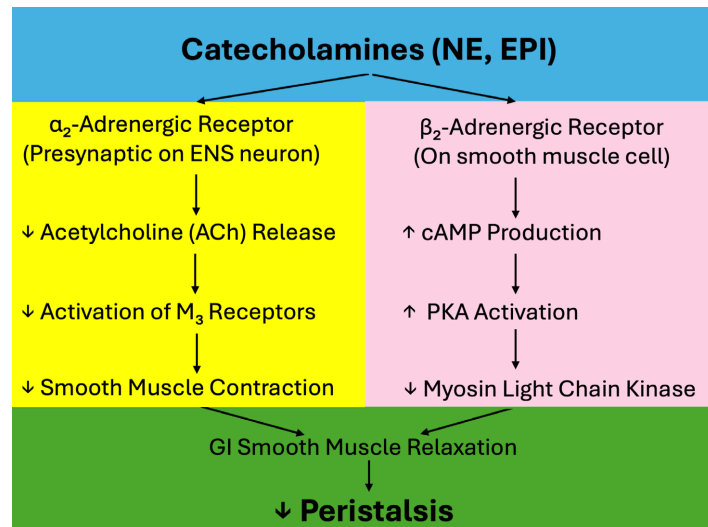 Catecholamines (NE, EPI)
α₂-Adrenergic Receptor
(Presynaptic on ENS neuron)
↓ Acetylcholine (ACh) Release
↓ Activation of M₃ Receptors
↓ Smooth Muscle Contraction
β₂-Adrenergic Receptor
(On smooth muscle cell)
↑ cAMP Production
↑ PKA Activation
↓ Myosin Light Chain Kinase
GI Smooth Muscle Relaxation
↓ Peristalsis